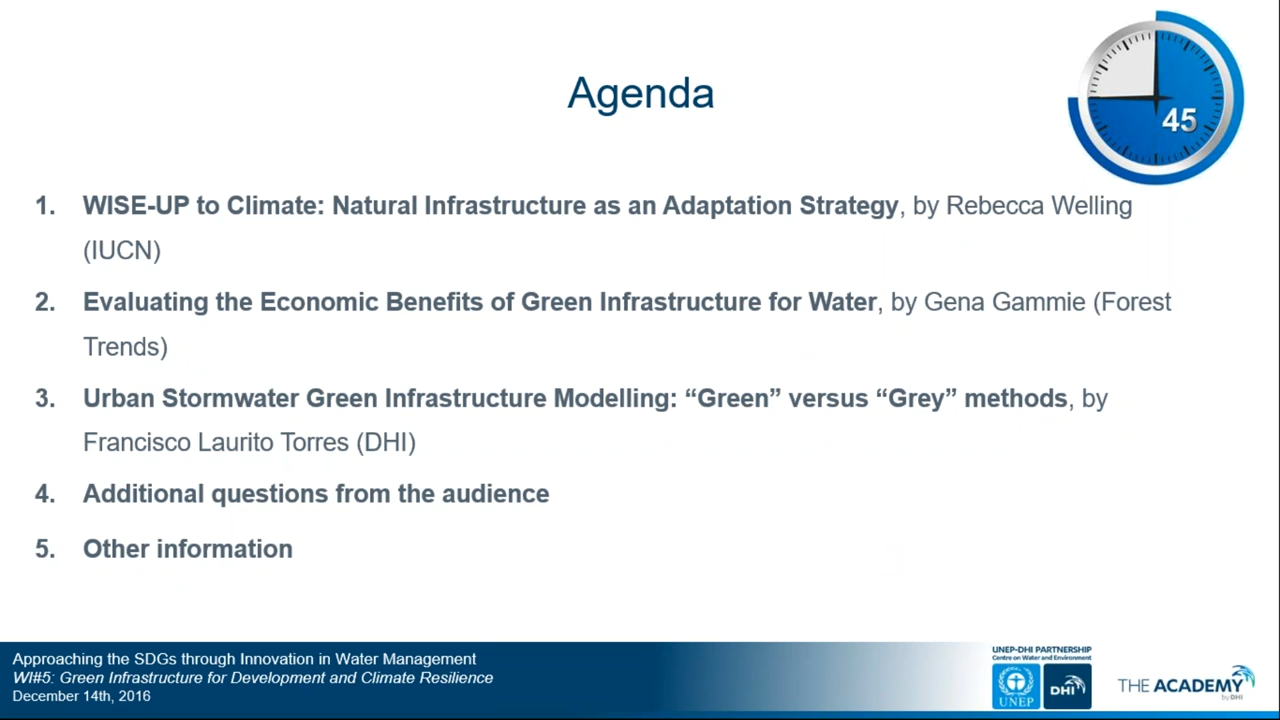 Agenda
45
1. WISE-UP to Climate: Natural Infrastructure as an Adaptation Strategy, by Rebecca Welling
(IUCN)
2. Evaluating the Economic Benefits of Green Infrastructure for Water, by Gena Gammie (Forest
Trends)
3. Urban Stormwater Green Infrastructure Modelling: “Green” versus “Grey” methods, by
Francisco Laurito Torres (DHI)
4. Additional questions from the audience
5. Other information
Approaching the SDGs through Innovation in Water Management
WI#5: Green Infrastructure for Development and Climate Resilience
December 14th, 2016
UNEP-DHI PARTNERSHIP
Centre on Water and Environment
UNEP
DHI
THE ACADEMY
by DHI